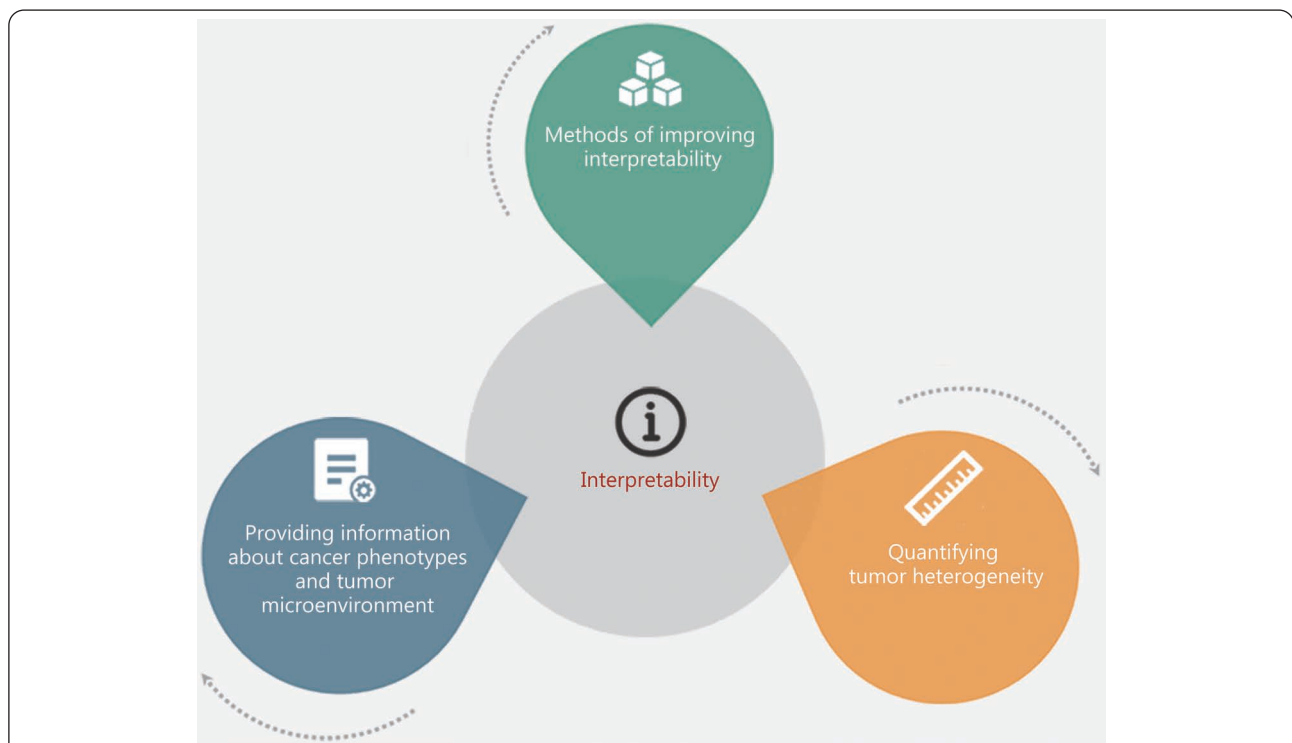 Methods of improving
interpretability
Interpretability
Providing information
about cancer phenotypes
and tumor
microenvironment
Quantifying
tumor heterogeneity